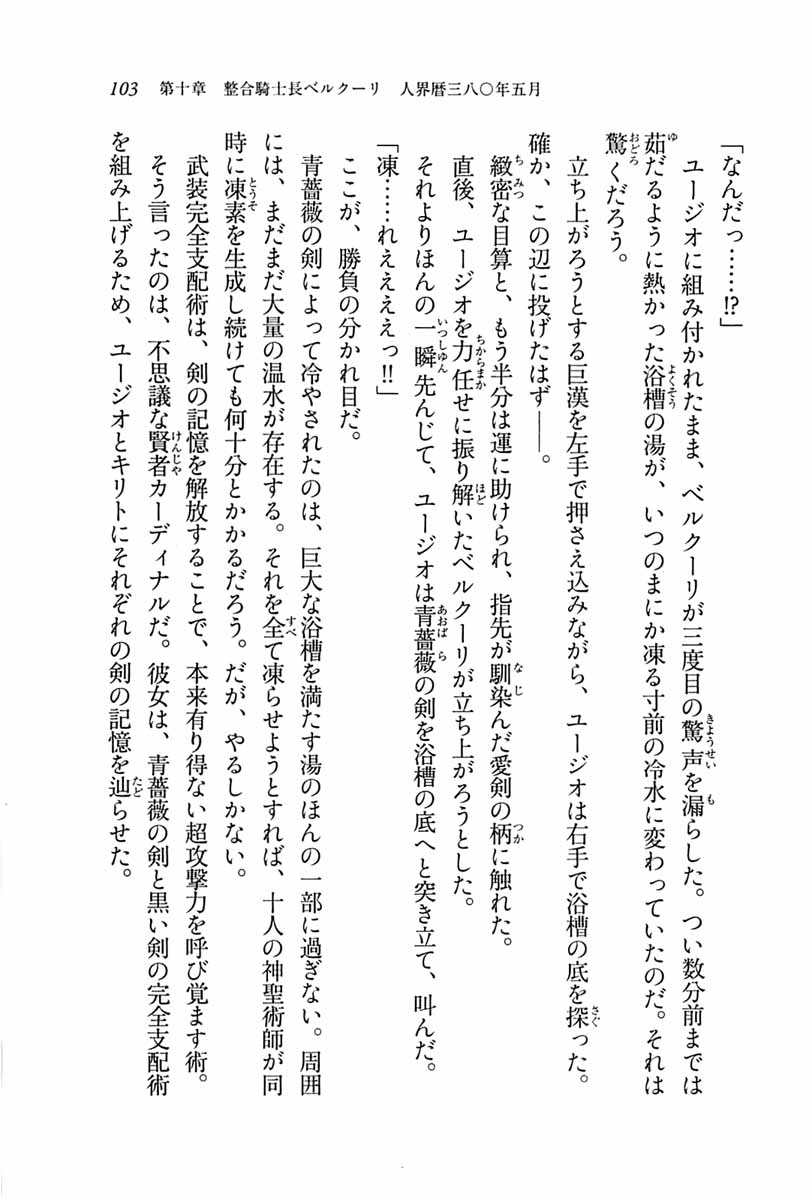 103　第十章　整合騎士長ベルクーリ　人界暦三八〇年五月
「なんだっ……!?」
　ユージオに組み付かれたまま、ベルクーリが三度目の驚声を漏らした。つい数分前までは
茹だるように熱かった浴槽の湯が、いつのまにか凍る寸前の冷水に変わっていたのだ。それは
驚くだろう。
　立ち上がろうとする巨漢を左手で押さえ込みながら、ユージオは右手で浴槽の底を探った。
確か、この辺に投げたはず――。
　緻密な目算と、もう半分は運に助けられ、指先が馴染んだ愛剣の柄に触れた。
　直後、ユージオを力任せに振り解いたベルクーリが立ち上がろうとした。
　それよりほんの一瞬先んじて、ユージオは青薔薇の剣を浴槽の底へと突き立て、叫んだ。
「凍……れええええっ!!」
　ここが、勝負の分かれ目だ。
　青薔薇の剣によって冷やされたのは、巨大な浴槽を満たす湯のほんの一部に過ぎない。周囲
には、まだまだ大量の温水が存在する。それを全て凍らせようとすれば、十人の神聖術師が同
時に凍素を生成し続けても何十分とかかるだろう。だが、やるしかない。
　武装完全支配術は、剣の記憶を解放することで、本来有り得ない超攻撃力を呼び覚ます術。
　そう言ったのは、不思議な賢者カーディナルだ。彼女は、青薔薇の剣と黒い剣の完全支配術
を組み上げるため、ユージオとキリトにそれぞれの剣の記憶を辿らせた。